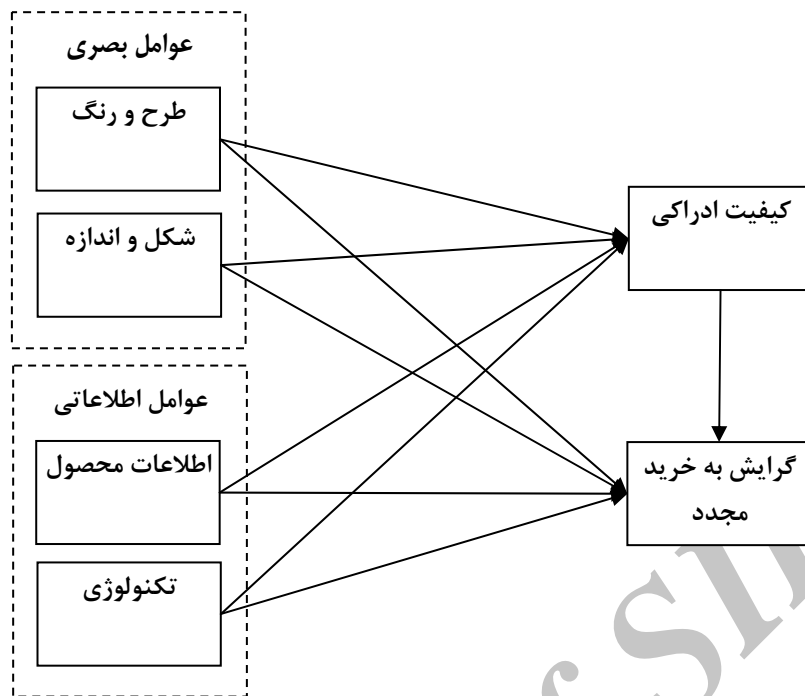 عوامل بصری
طرح و رنگ
شکل و اندازه
عوامل اطلاعاتی
اطلاعات محصول
تکنولوژی
کیفیت ادراکی
گرایش به خرید
مجدد